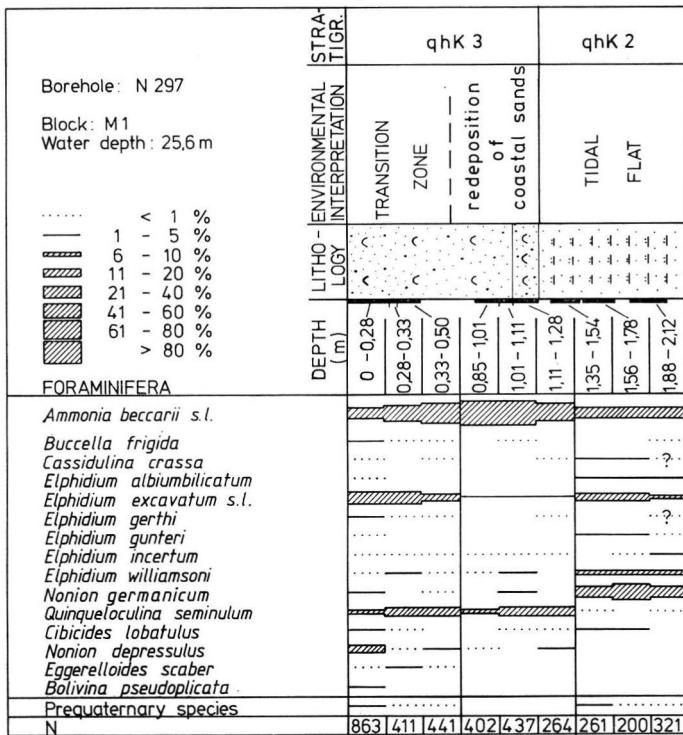 STRA-
TIGR.
qhK 3
qhK 2
Borehole: N 297
Block: M1
Water depth: 25,6 m
ENVIRONMENTAL
INTERPRETATION
TRANSITION
ZONE
redeposition
of
coastal sands
TIDAL
FLAT
< 1 %
1 - 5 %
6 - 10 %
11 - 20 %
21 - 40 %
41 - 60 %
61 - 80 %
> 80 %
LITHO-
LOGY
DEPTH
(m)
0 - 0,28
0,28 - 0,33
0,33 - 0,50
0,85 - 1,01
1,01 - 1,11
1,11 - 1,28
1,35 - 1,54
1,56 - 1,78
1,88 - 2,12
FORAMINIFERA
Ammonia beccarii s.l.
Buccella frigida
Cassidulina crassa ?
Elphidium albiumbilicatum
Elphidium excavatum s.l.
Elphidium gerthi ?
Elphidium gunteri
Elphidium incertum
Elphidium williamsoni
Nonion germanicum
Quinqueloculina seminulum
Cibicides lobatulus
Nonion depressulus
Eggerelloides scaber
Bolivina pseudoplicata
Prequaternary species
N 863 411 441 402 437 264 261 200 321